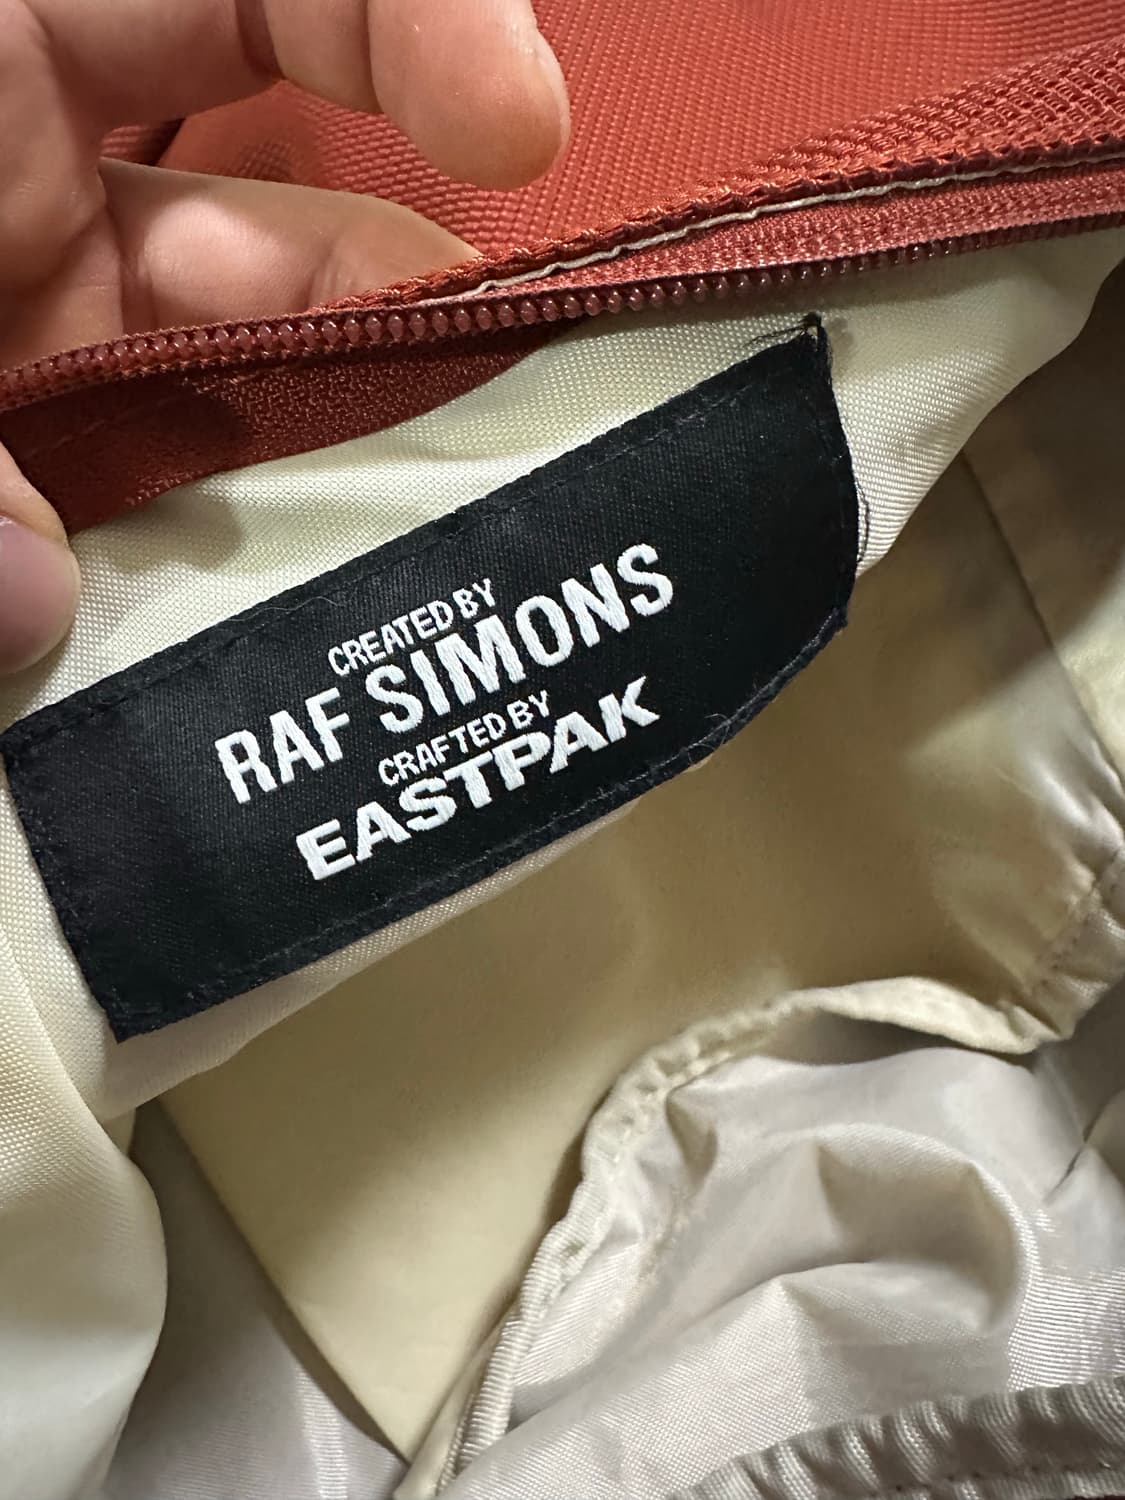 CREATED BY
RAF SIMONS
CRAFTED BY
EASTPAK